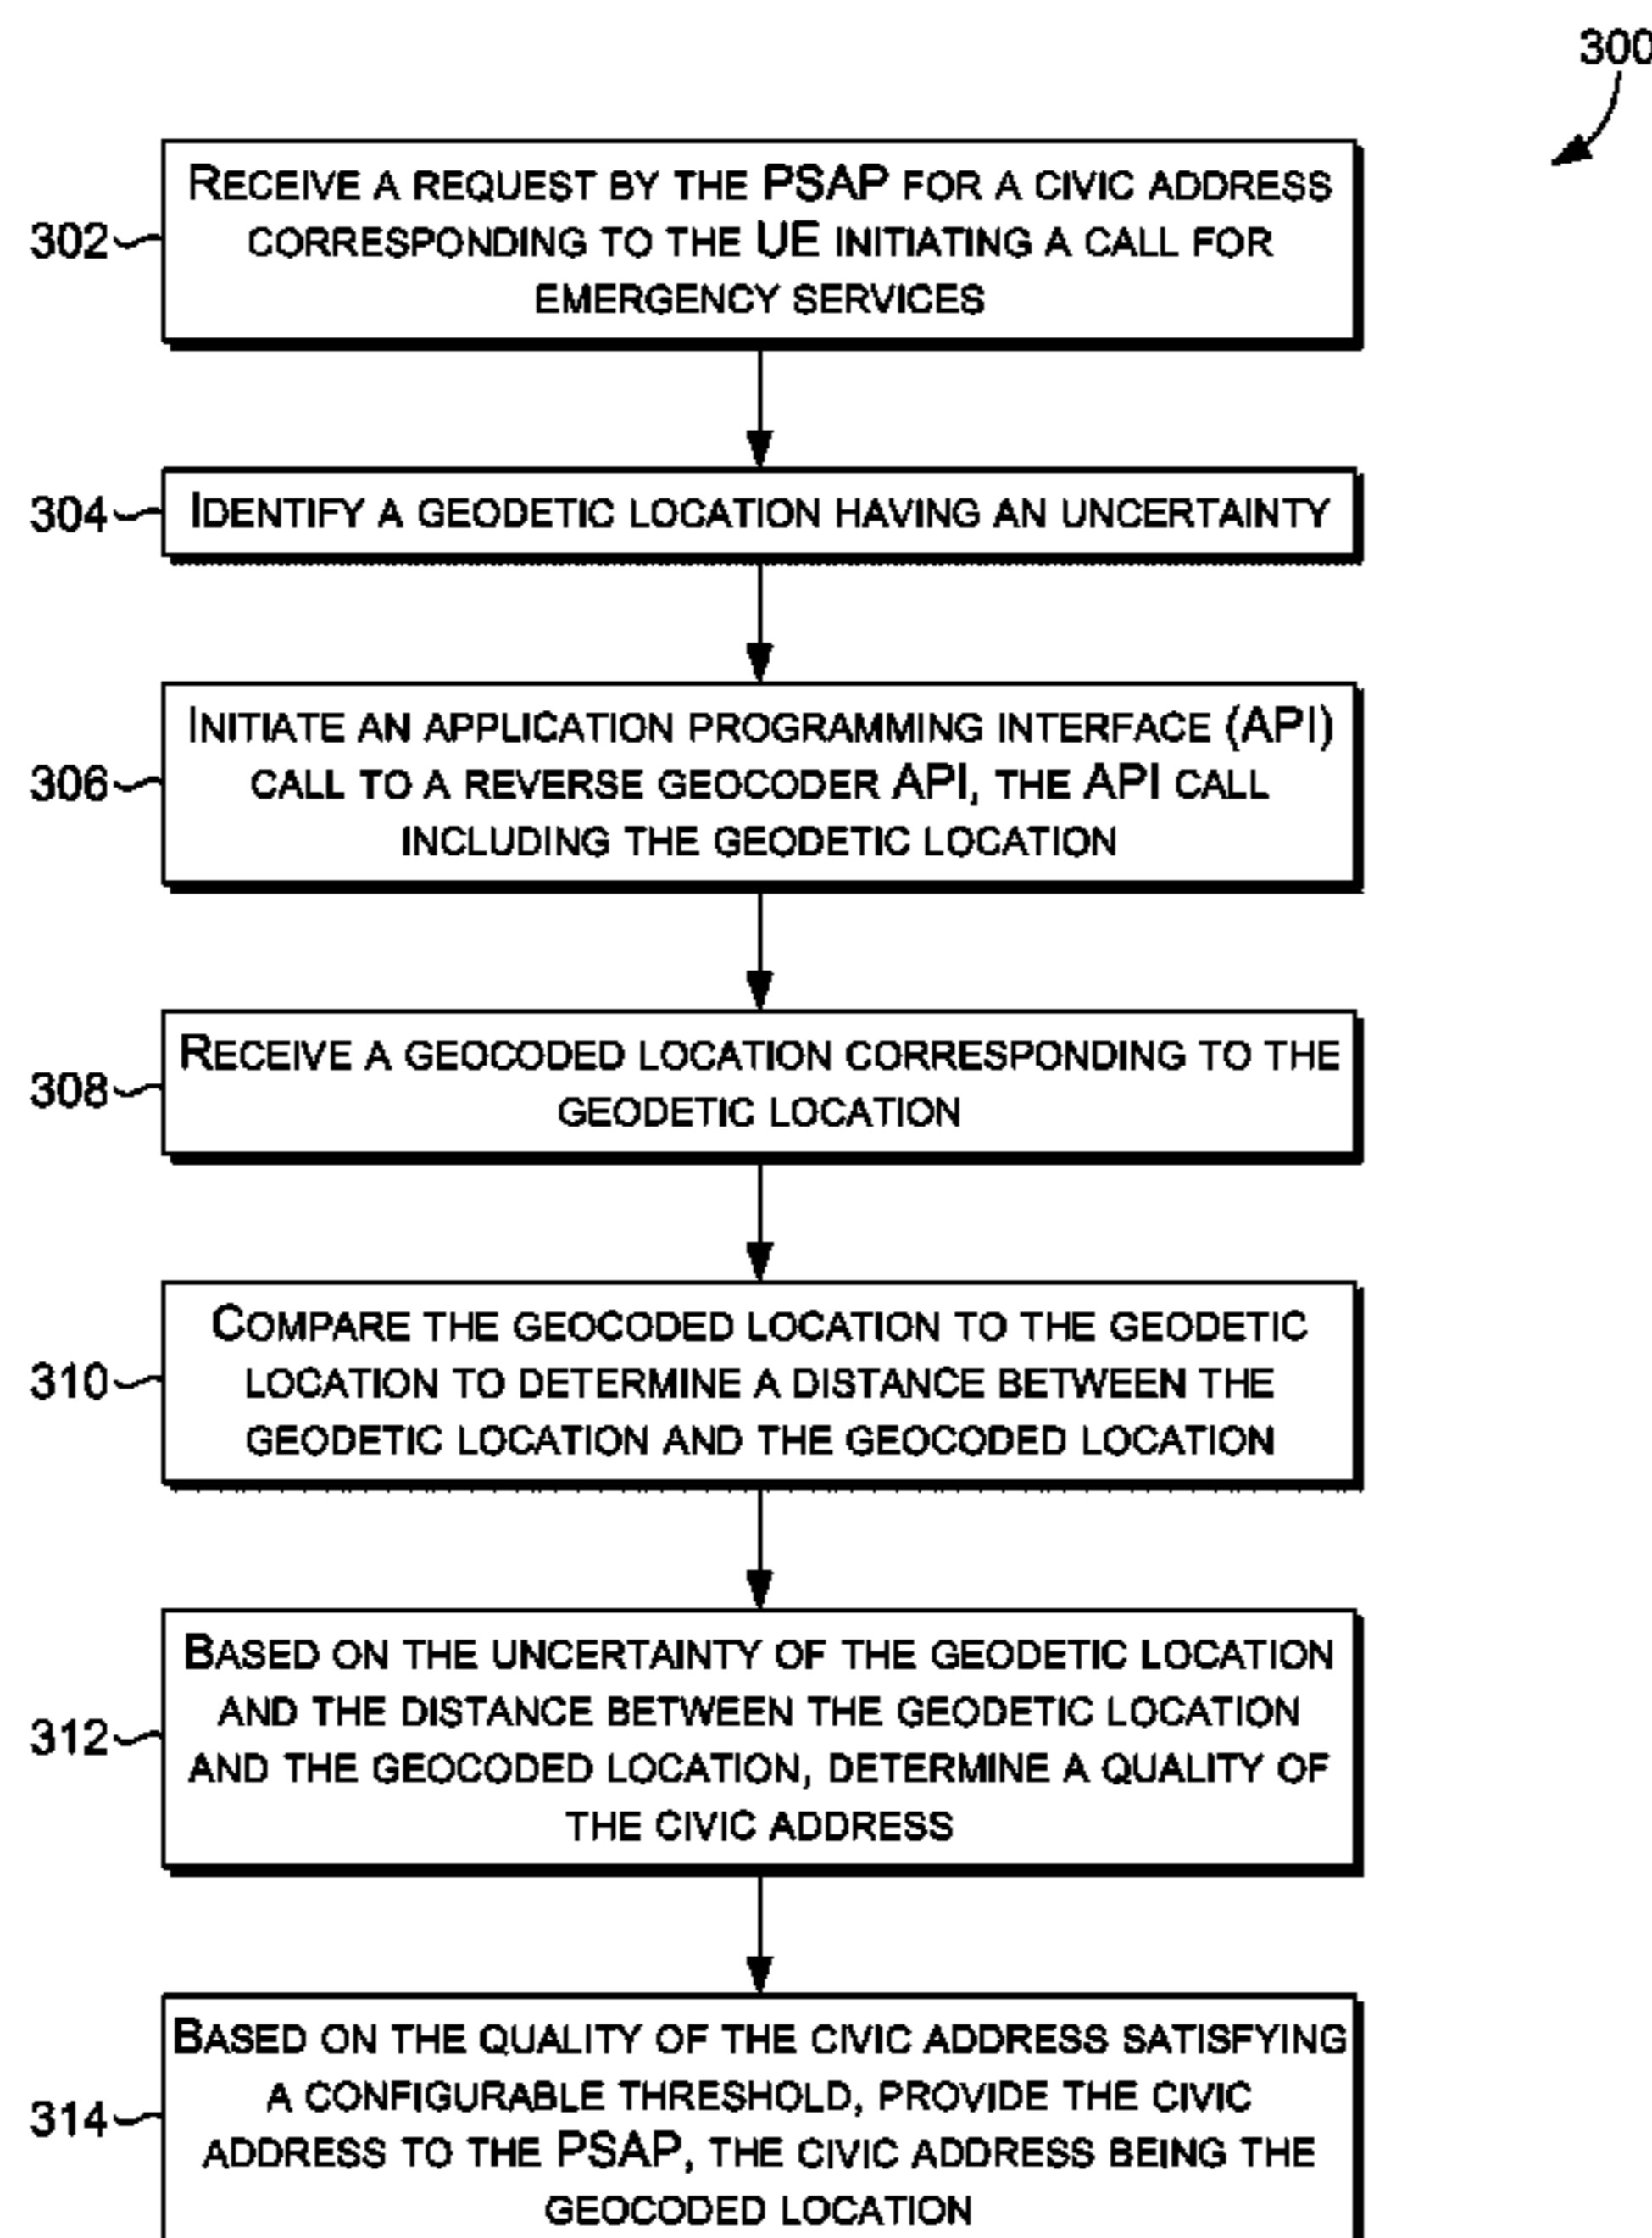 300
RECEIVE A REQUEST BY THE PSAP FOR A CIVIC ADDRESS
302
CORRESPONDING TO THE UE INITIATING A CALL FOR
EMERGENCY SERVICES
304
IDENTIFY A GEODETIC LOCATION HAVING AN UNCERTAINTY
INITIATE AN APPLICATION PROGRAMMING INTERFACE (API)
306
CALL TO A REVERSE GEOCODER API, THE API CALL
INCLUDING THE GEODETIC LOCATION
RECEIVE A GEOCODED LOCATION CORRESPONDING TO THE
308
GEODETIC LOCATION
COMPARE THE GEOCODED LOCATION TO THE GEODETIC
310
LOCATION TO DETERMINE A DISTANCE BETWEEN THE
GEODETIC LOCATION AND THE GEOCODED LOCATION
BASED ON THE UNCERTAINTY OF THE GEODETIC LOCATION
AND THE DISTANCE BETWEEN THE GEODETIC LOCATION
312
AND THE GEOCODED LOCATION, DETERMINE A QUALITY OF
THE CIVIC ADDRESS
BASED ON THE QUALITY OF THE CIVIC ADDRESS SATISFYING
A CONFIGURABLE THRESHOLD, PROVIDE THE CIVIC
314
ADDRESS TO THE PSAP, THE CIVIC ADDRESS BEING THE
GEOCODED LOCATION